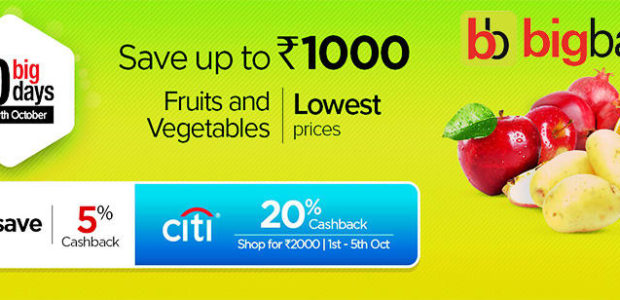 big
days
th October
Save up to ₹1000
Fruits and
Vegetables
Lowest
prices
bb bigba
save
5%
Cashback
citi
20%
Cashback
Shop for ₹2000 | 1st - 5th Oct